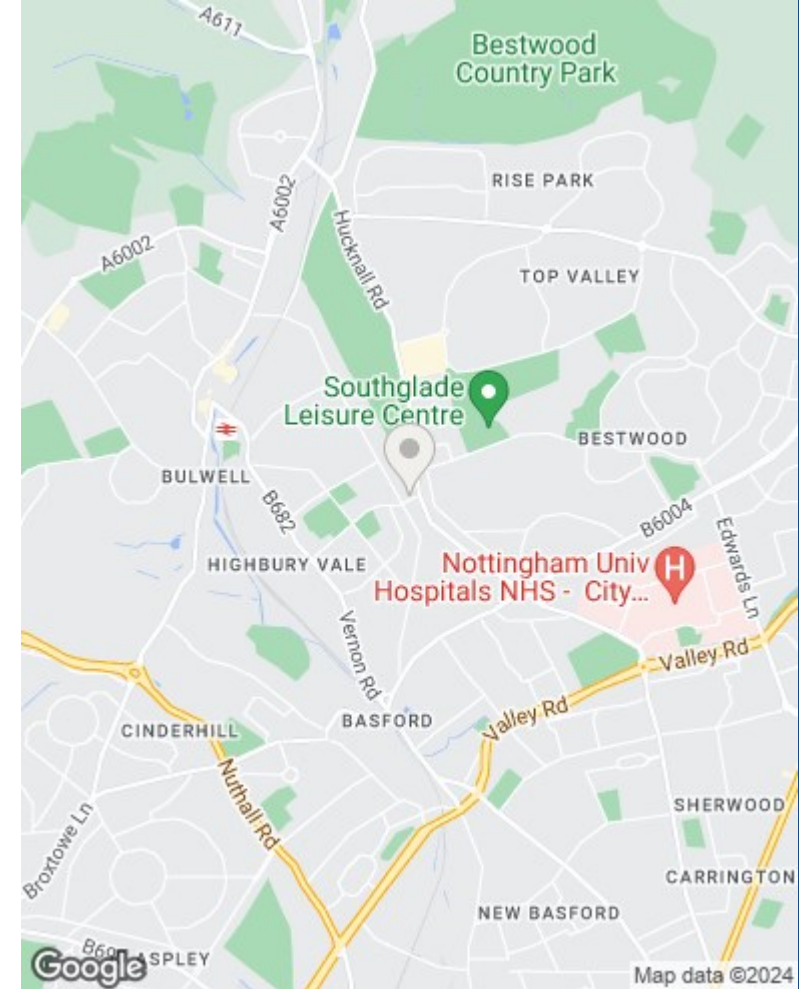 A611
Bestwood
Country Park
RISE PARK
A6002
Hucknall Rd
A6002
TOP VALLEY
Southglade
Leisure Centre
BESTWOOD
BULWELL
B682
B6004
Edwards Ln
HIGHBURY VALE
Nottingham Univ
Hospitals NHS - City...
H
Vernon Rd
Valley Rd
BASFORD
Valley Rd
CINDERHILL
Nuthall Rd
SHERWOOD
Broxtowe Ln
CARRINGTON
NEW BASFORD
ASPLEY
Google
Map data ©2024